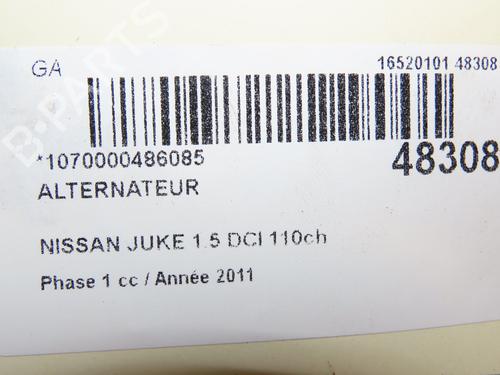 GA
16520101 48308
*1070000486085
48308
ALTERNATEUR
NISSAN JUKE 1.5 DCI 110ch
Phase 1 cc / Année 2011
B-PARTS